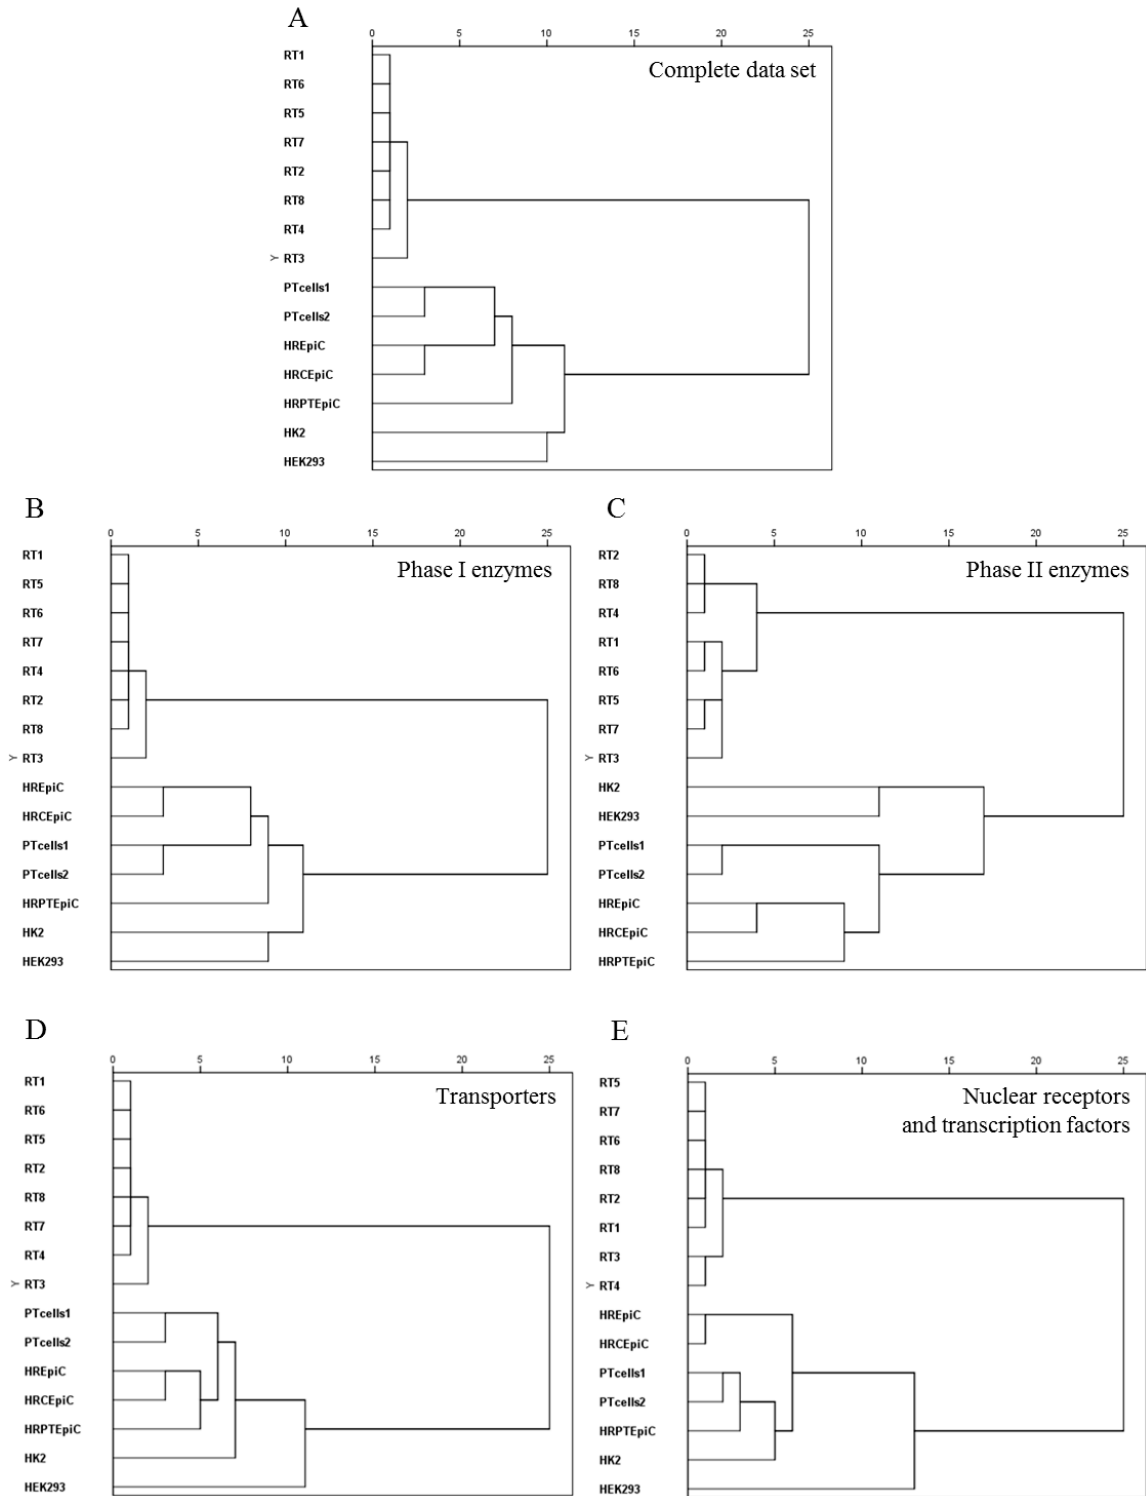 A
0 5 10 15 20 25
Complete data set
RT1
RT6
RT5
RT7
RT2
RT8
RT4
Y RT3
PTcells1
PTcells2
HREpiC
HRCEpiC
HRPTEpiC
HK2
HEK293
B
0 5 10 15 20 25
Phase I enzymes
RT1
RT5
RT6
RT7
RT4
RT2
RT8
Y RT3
HREpiC
HRCEpiC
PTcells1
PTcells2
HRPTEpiC
HK2
HEK293
C
0 5 10 15 20 25
Phase II enzymes
RT2
RT8
RT4
RT1
RT6
RT5
RT7
Y RT3
HK2
HEK293
PTcells1
PTcells2
HREpiC
HRCEpiC
HRPTEpiC
D
0 5 10 15 20 25
Transporters
RT1
RT6
RT5
RT2
RT8
RT7
RT4
Y RT3
PTcells1
PTcells2
HREpiC
HRCEpiC
HRPTEpiC
HK2
HEK293
E
0 5 10 15 20 25
Nuclear receptors
and transcription factors
RT5
RT7
RT6
RT8
RT2
RT1
RT3
Y RT4
HREpiC
HRCEpiC
PTcells1
PTcells2
HRPTEpiC
HK2
HEK293